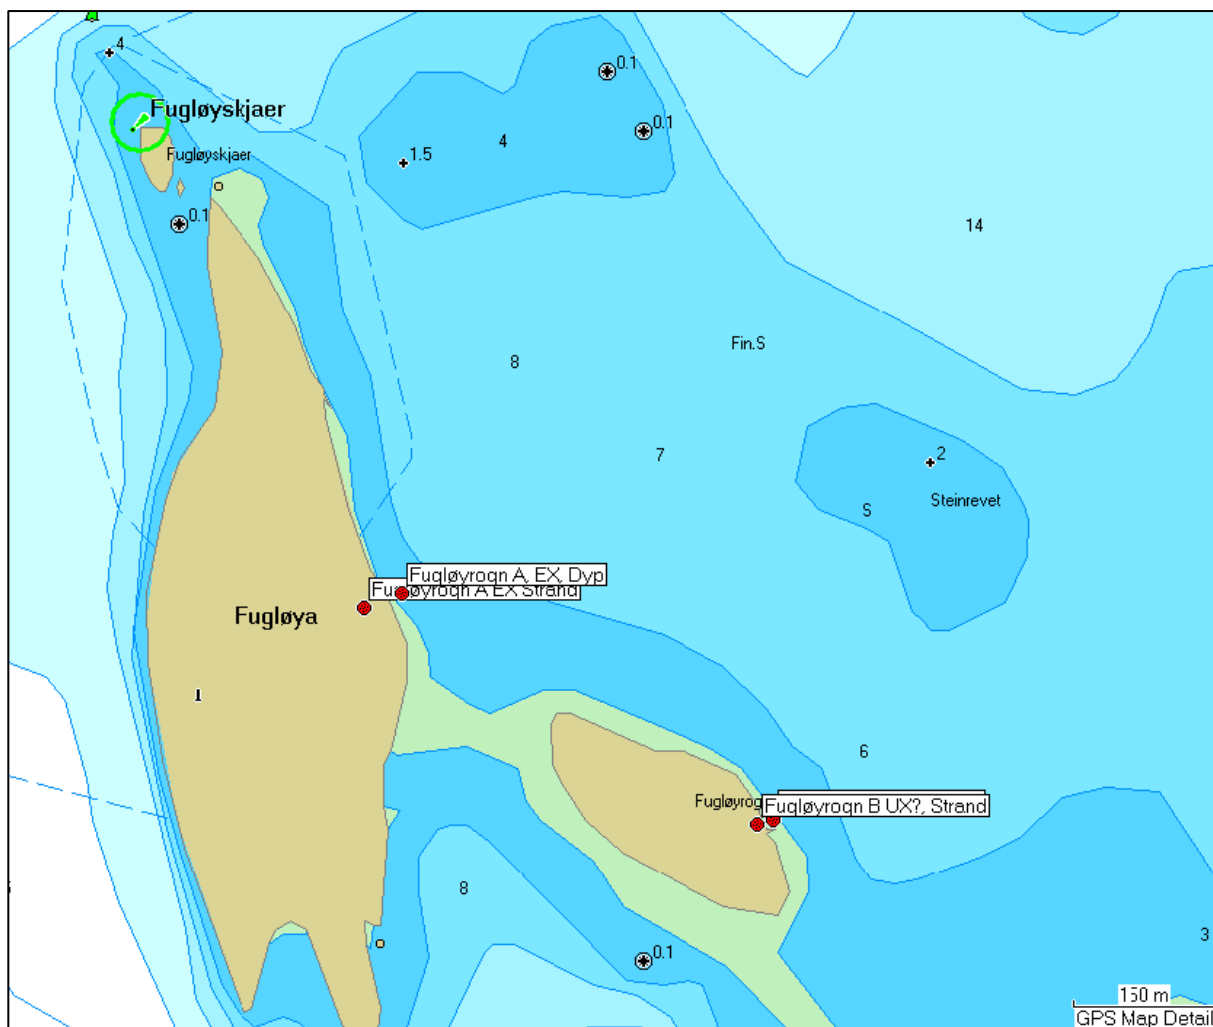 4
0.1
Fugløyskjaer
0.1
4
Fugløyskjaer
1.5
0.1
14
Fin.S
8
7
2
Steinrevet
S
Fugløyrogn A, EX, Dyp
Fugløyrogn A EX Strand
Fugløya
6
Fugløyrog
Fugløyrogn B UX?, Strand
8
3
0.1
150 m
GPS Map Detail